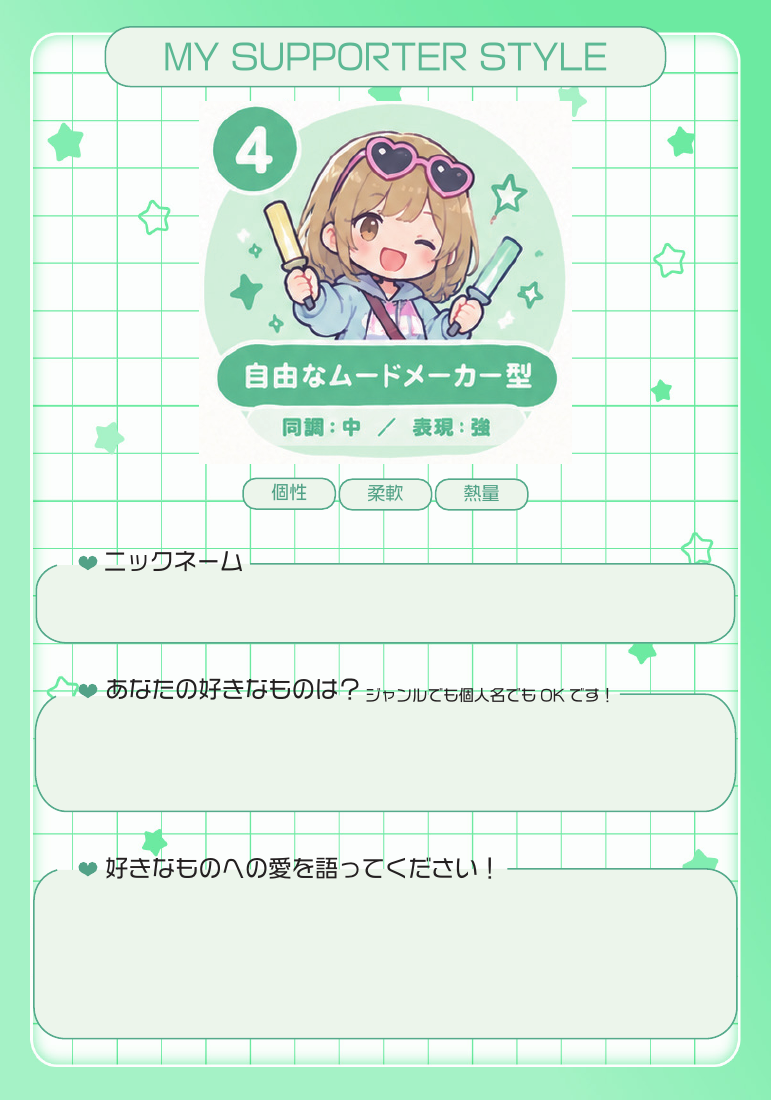 MY SUPPORTER STYLE
4
自由なムードメーカー型
同調：中 ／ 表現：強
個性 柔軟 熱量
ニックネーム
あなたの好きなものは？ ジャンルでも個人名でも OK です！
好きなものへの愛を語ってください！